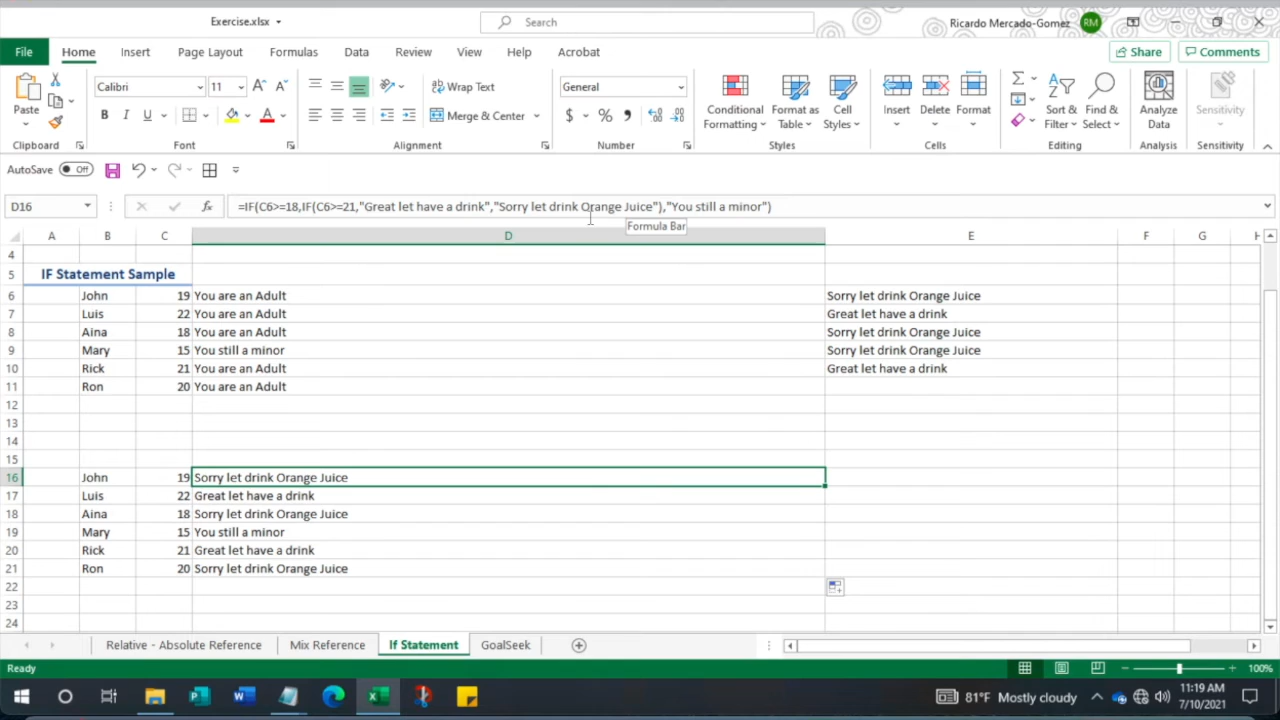 Exercise.xlsx
Search
Ricardo Mercado-Gomez RM
File Home Insert Page Layout Formulas Data Review View Help Acrobat
Share Comments
Calibri 11
Wrap Text
General
Paste
B I U
Merge & Center
$ % ,
Conditional Formatting
Format as Table
Cell Styles
Insert Delete Format
Sort & Filter
Find & Select
Analyze Data
Sensitivity
Clipboard Font Alignment Number Styles Cells Editing Analysis Sensitivity
AutoSave Off
D16 fx =IF(C6>=18,IF(C6>=21,"Great let have a drink","Sorry let drink Orange Juice"),"You still a minor")
Formula Bar
A B C D E F G H
4
5 IF Statement Sample
6 John 19 You are an Adult Sorry let drink Orange Juice
7 Luis 22 You are an Adult Great let have a drink
8 Aina 18 You are an Adult Sorry let drink Orange Juice
9 Mary 15 You still a minor Sorry let drink Orange Juice
10 Rick 21 You are an Adult Great let have a drink
11 Ron 20 You are an Adult
12
13
14
15
16 John 19 Sorry let drink Orange Juice
17 Luis 22 Great let have a drink
18 Aina 18 Sorry let drink Orange Juice
19 Mary 15 You still a minor
20 Rick 21 Great let have a drink
21 Ron 20 Sorry let drink Orange Juice
22
23
24
Relative - Absolute Reference Mix Reference If Statement GoalSeek
Ready 100%
81°F Mostly cloudy 11:19 AM
7/10/2021